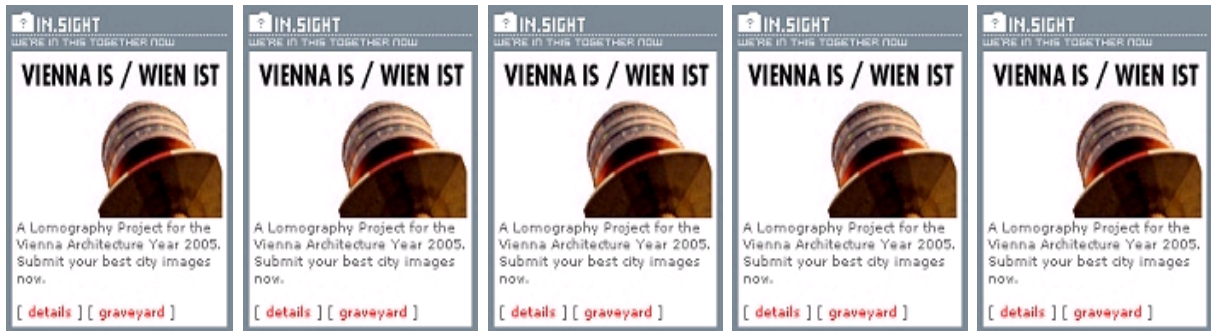 IN.SIGHT
WE'RE IN THIS TOGETHER NOW
VIENNA IS / WIEN IST
A Lomography Project for the
Vienna Architecture Year 2005.
Submit your best city images
now.
[ details ] [ graveyard ]
IN.SIGHT
WE'RE IN THIS TOGETHER NOW
VIENNA IS / WIEN IST
A Lomography Project for the
Vienna Architecture Year 2005.
Submit your best city images
now.
[ details ] [ graveyard ]
IN.SIGHT
WE'RE IN THIS TOGETHER NOW
VIENNA IS / WIEN IST
A Lomography Project for the
Vienna Architecture Year 2005.
Submit your best city images
now.
[ details ] [ graveyard ]
IN.SIGHT
WE'RE IN THIS TOGETHER NOW
VIENNA IS / WIEN IST
A Lomography Project for the
Vienna Architecture Year 2005.
Submit your best city images
now.
[ details ] [ graveyard ]
IN.SIGHT
WE'RE IN THIS TOGETHER NOW
VIENNA IS / WIEN IST
A Lomography Project for the
Vienna Architecture Year 2005.
Submit your best city images
now.
[ details ] [ graveyard ]